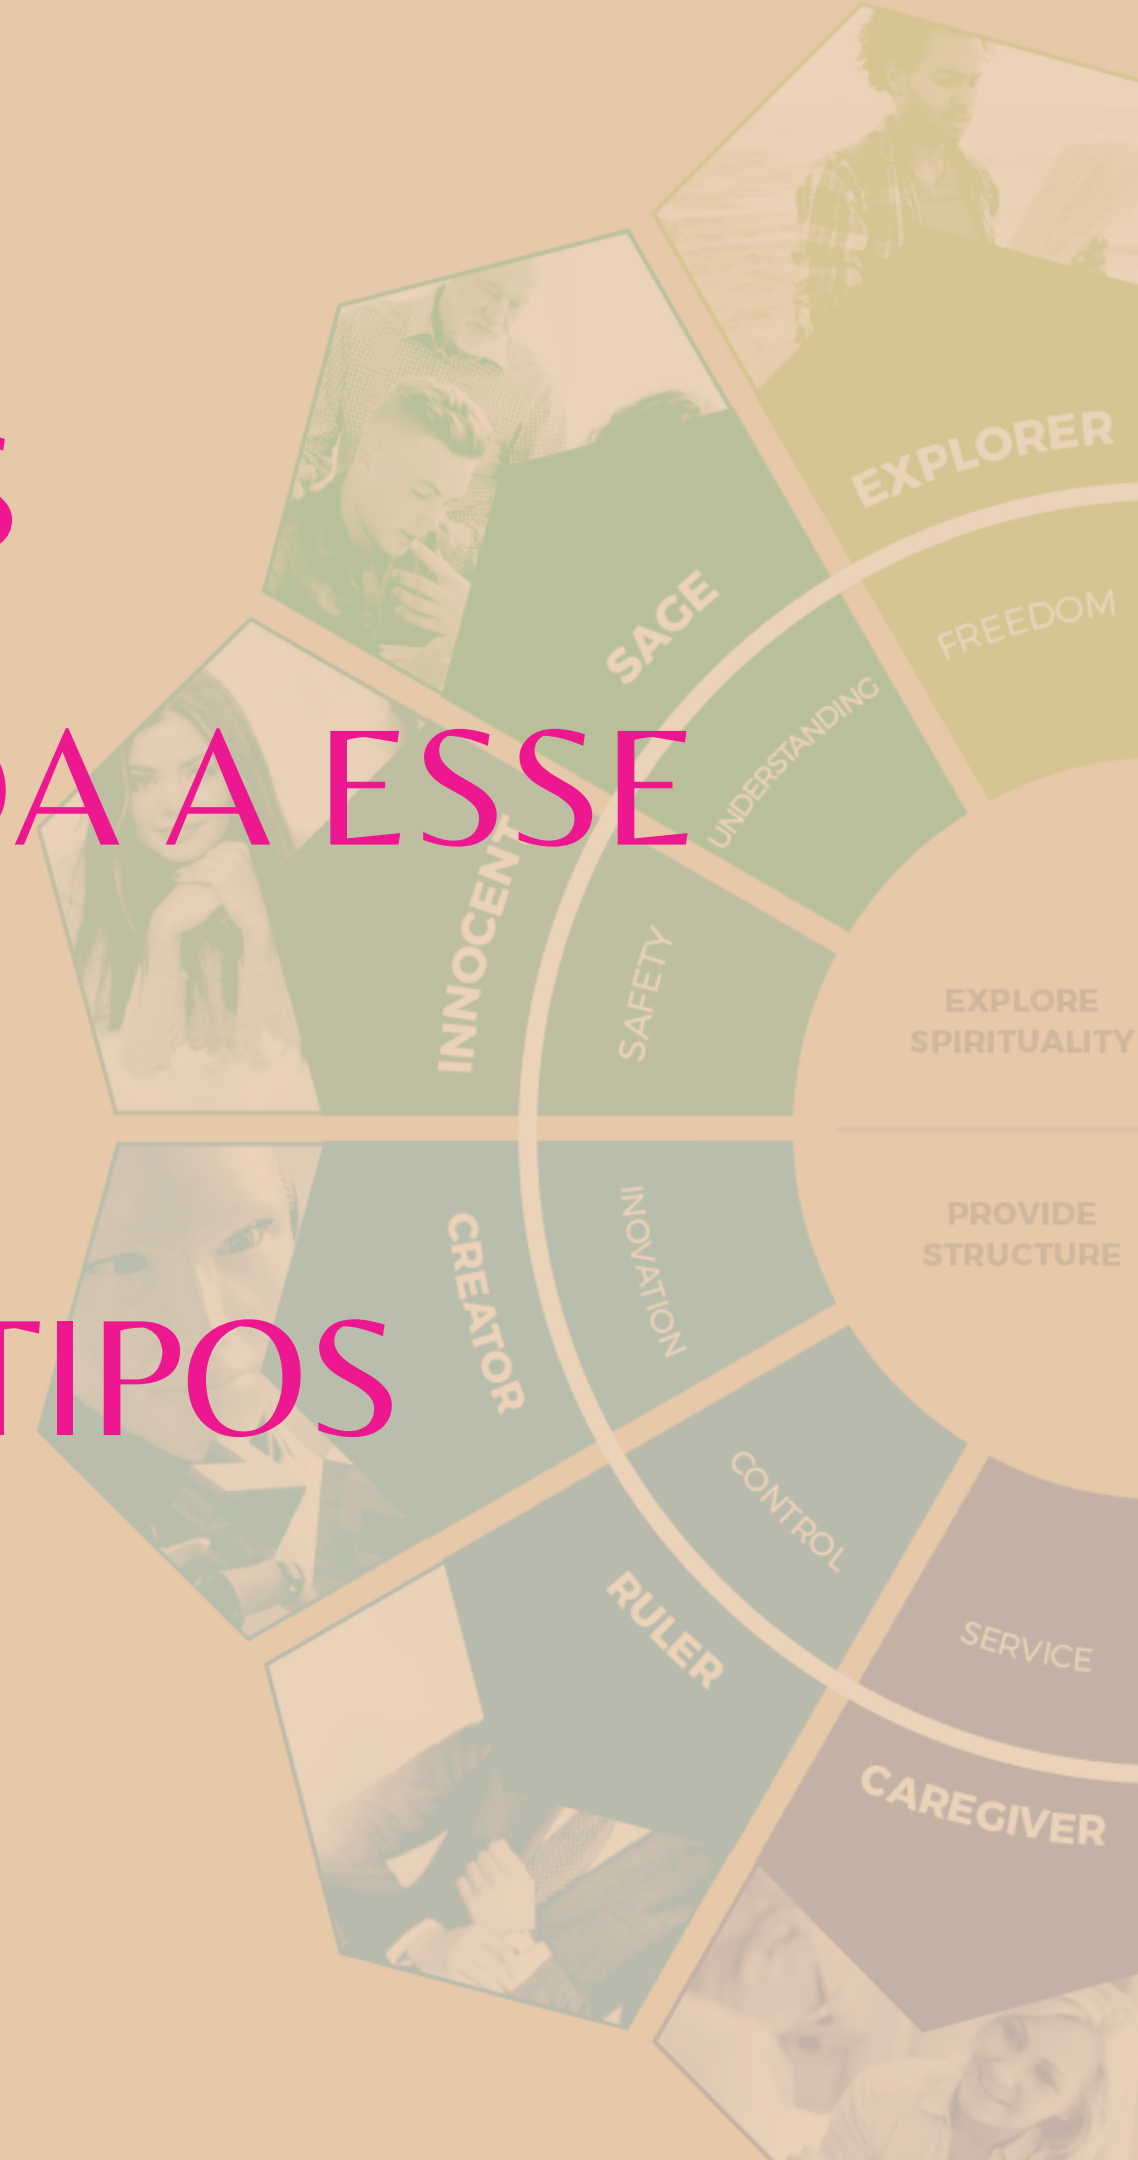 EXPLORER
FREEDOM
SAGE
UNDERSTANDING
S
DA A ESSE
INNOCENT
SAFETY
EXPLORE
SPIRITUALITY
PROVIDE
STRUCTURE
CREATOR
INOVATION
TIPOS
CONTROL
RULER
SERVICE
CAREGIVER